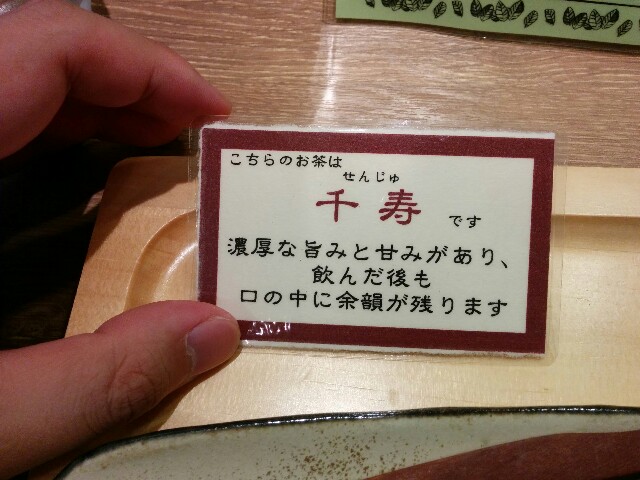 こちらのお茶は
せんじゅ
千寿 です
濃厚な旨みと甘みがあり、
飲んだ後も
口の中に余韻が残ります